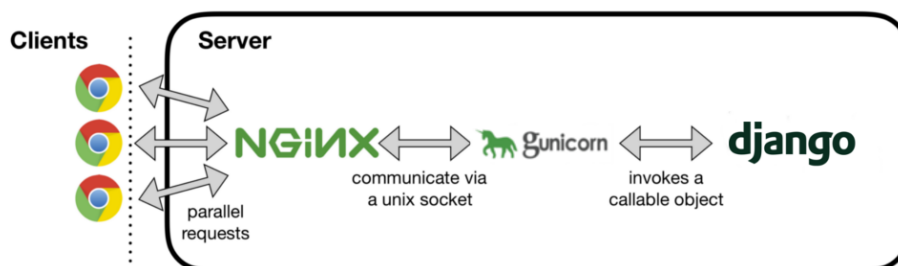 Clients
Server
NGiNX
gunicorn
django
communicate via
a unix socket
invokes a
callable object
parallel
requests